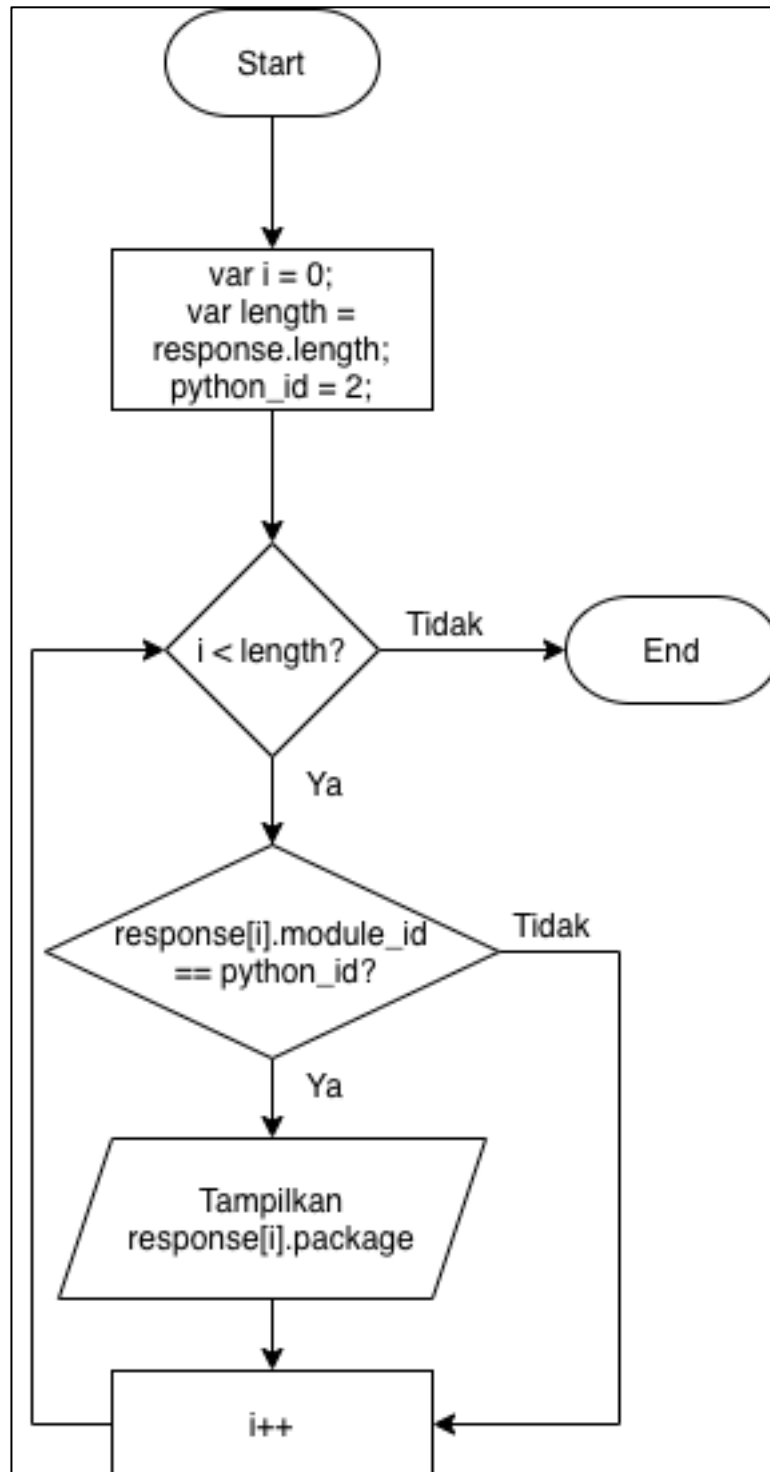 Start
var i = 0;
var length =
response.length;
python_id = 2;
i < length?
Tidak
End
Ya
response[i].module_id
== python_id?
Tidak
Ya
Tampilkan
response[i].package
i++